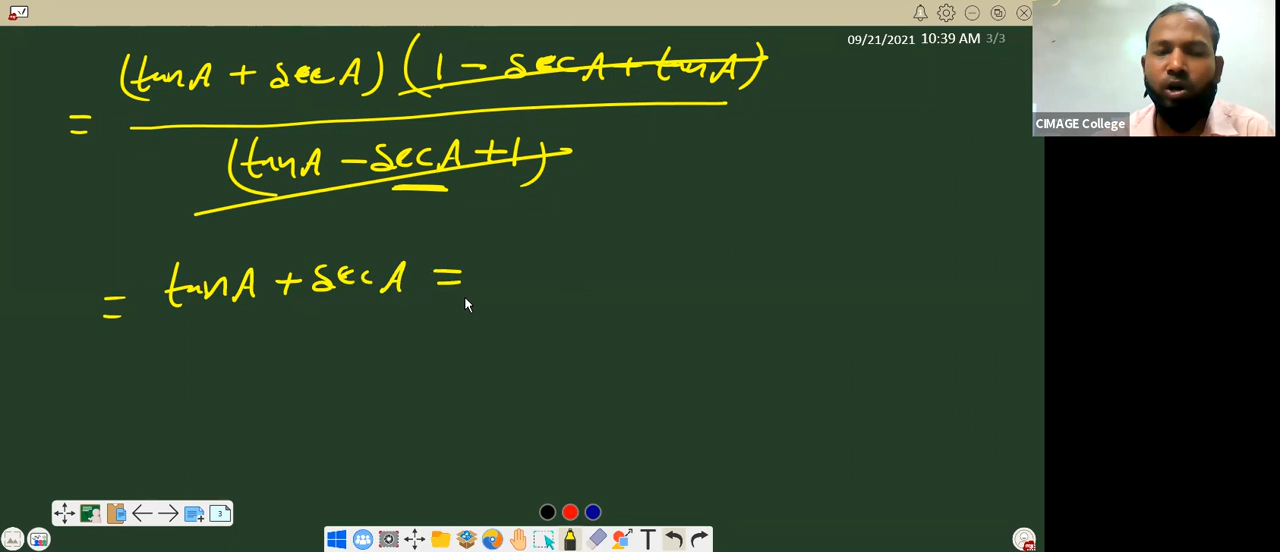 09/21/2021 10:39 AM 3/3
(tanA + secA) (1 - secA + tanA)
=
(tanA - secA + 1)
CIMAGE College
= tanA + secA =
3
T